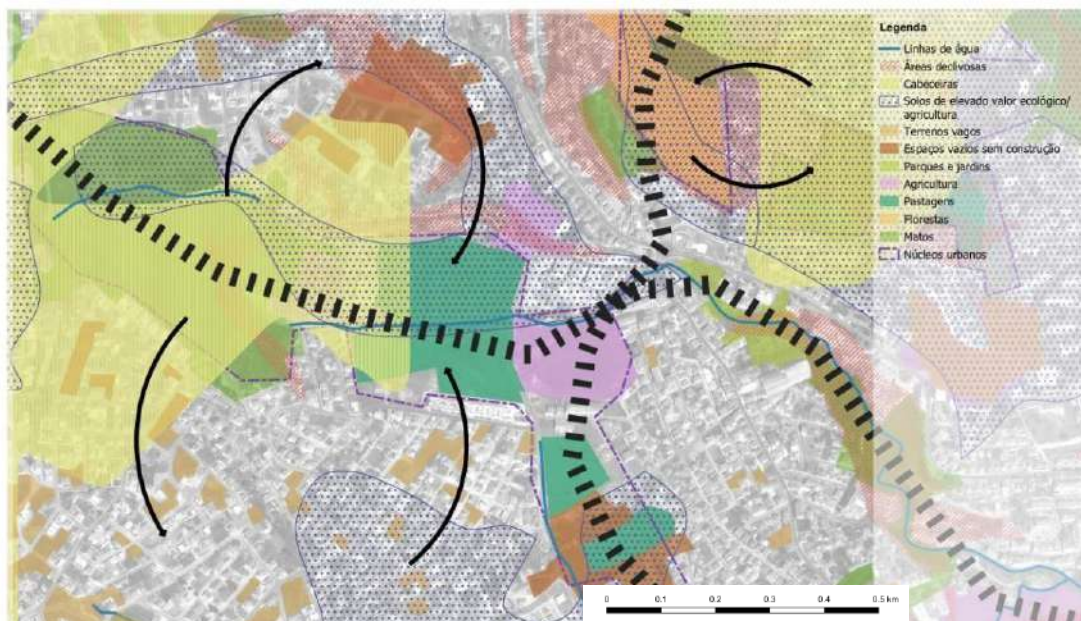 Legenda
Linhas de água
Áreas declivosas
Cabeceiras
Solos de elevado valor ecológico/
agricultura
Terrenos vagos
Espaços vazios sem construção
Parques e jardins
Agricultura
Pastagens
Florestas
Matos
Núcleos urbanos
0 0.1 0.2 0.3 0.4 0.5 km